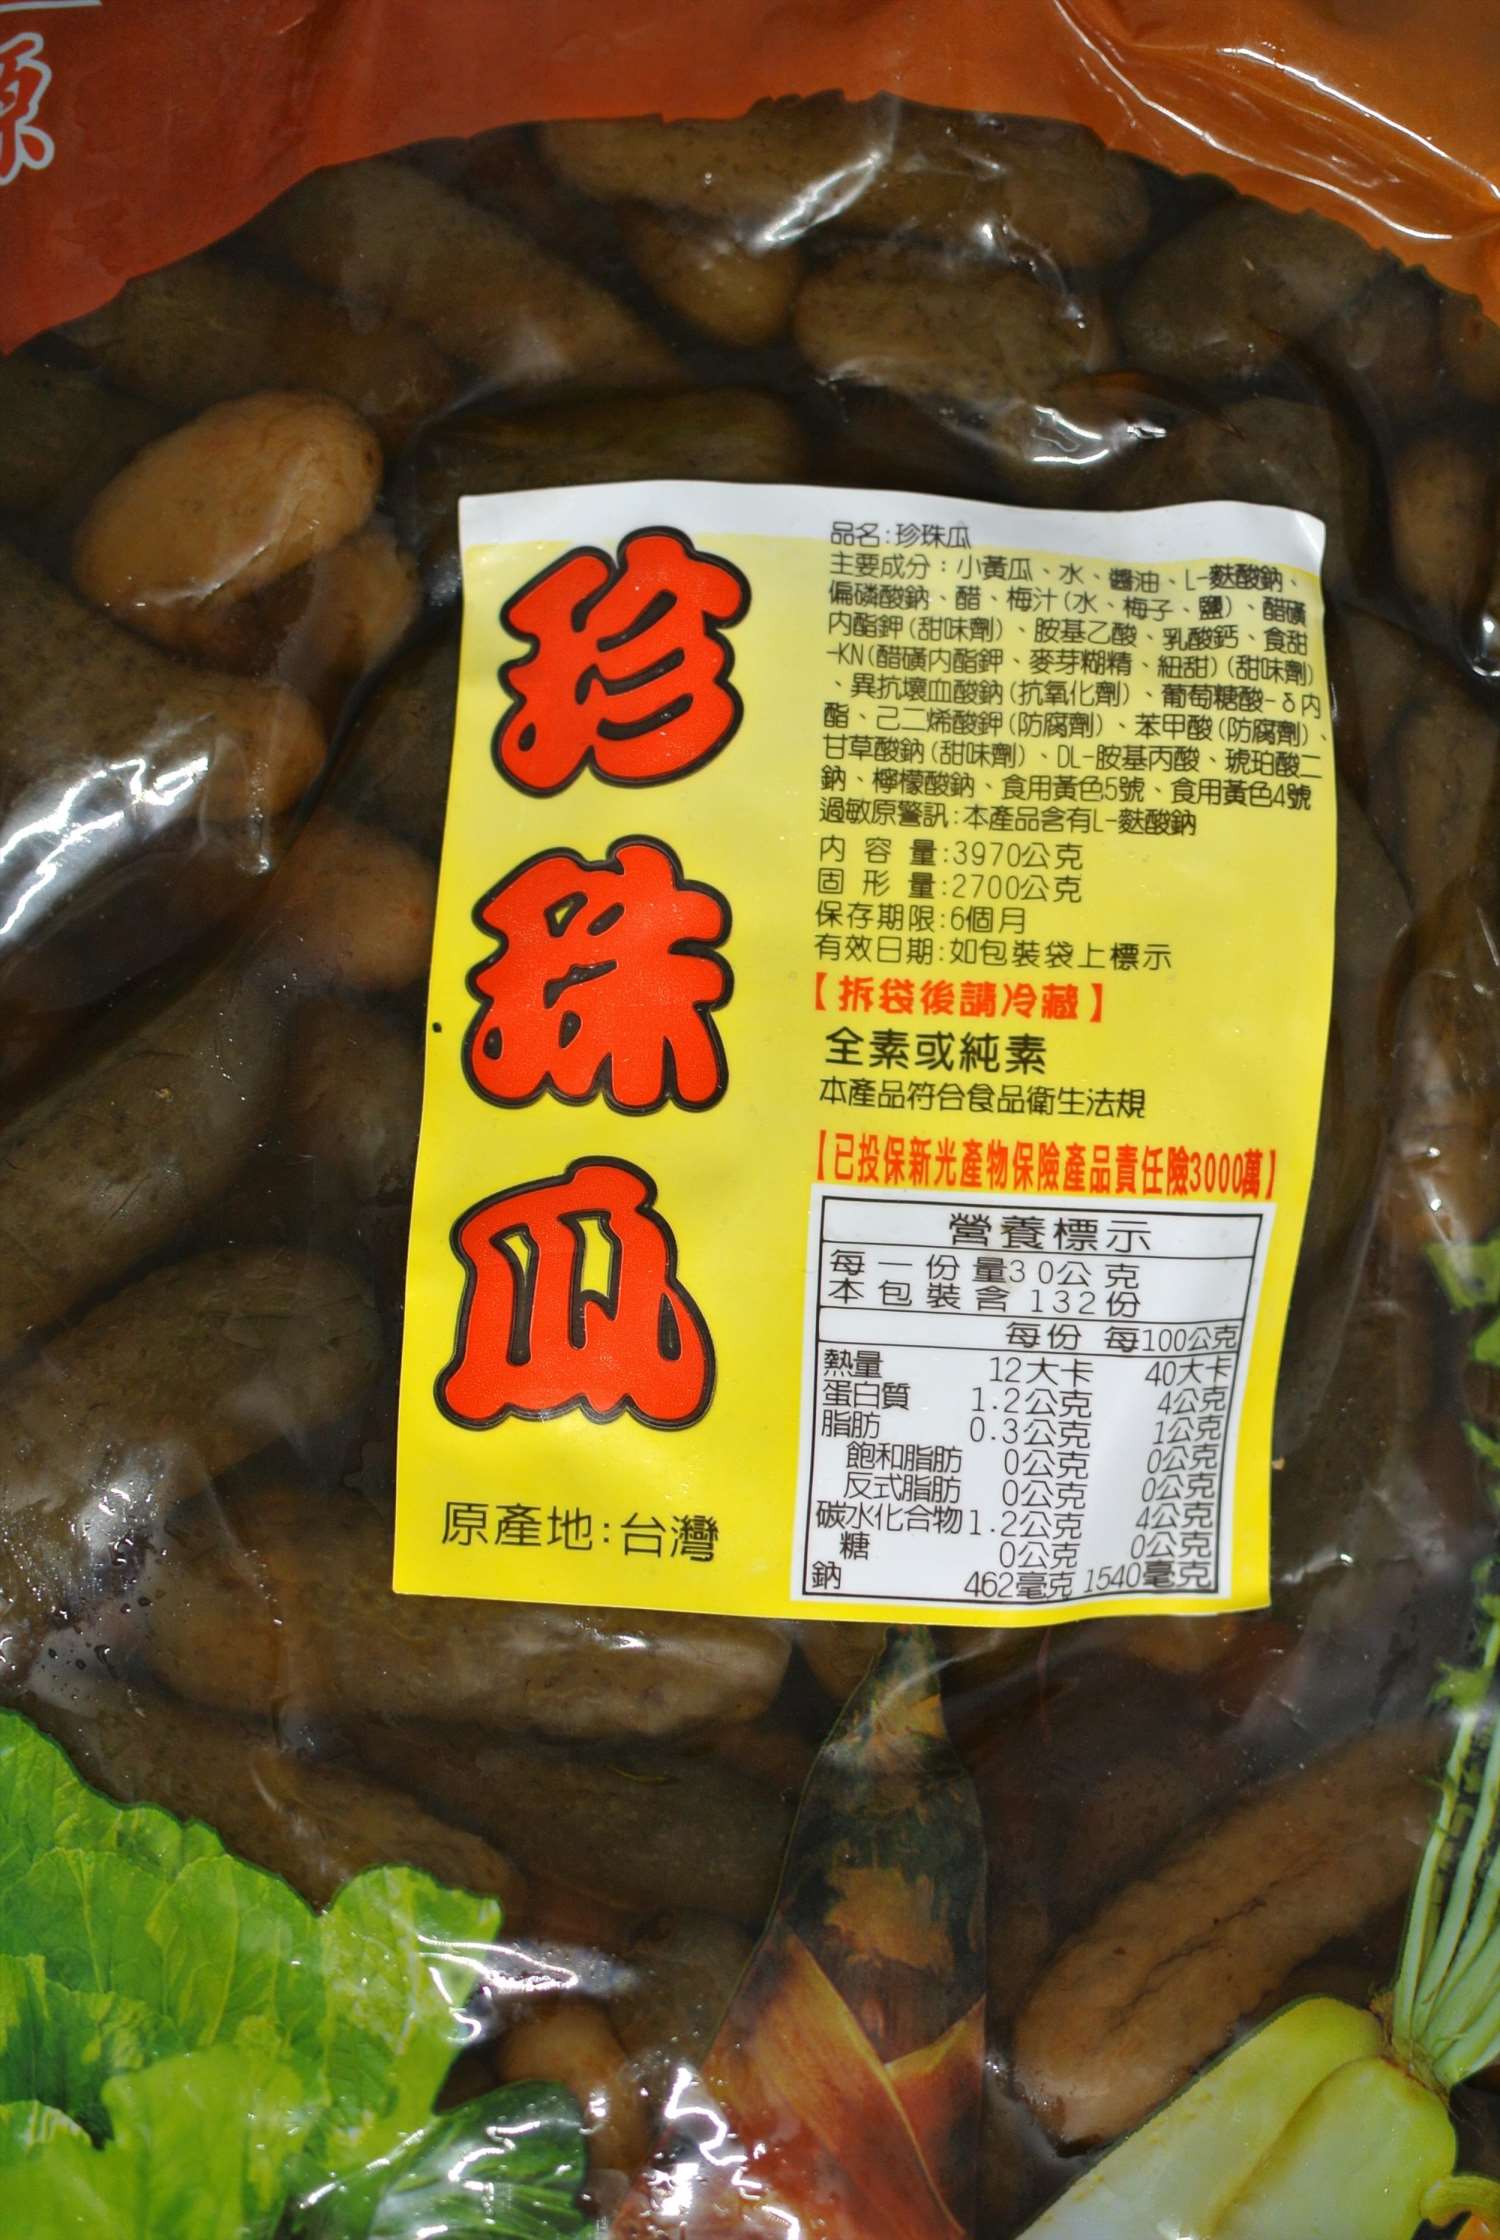 源
珍珠瓜
原產地:台灣
品名:珍珠瓜
主要成分:小黃瓜、水、醬油、L-麩酸鈉、
偏磷酸鈉、醋、梅汁(水、梅子、鹽)、醋磺
內酯鉀(甜味劑)、胺基乙酸、乳酸鈣、食甜
-KN(醋磺內酯鉀、麥芽糊精、紐甜)(甜味劑)
、異抗壞血酸鈉(抗氧化劑)、葡萄糖酸-δ內
酯、己二烯酸鉀(防腐劑)、苯甲酸(防腐劑)、
甘草酸鈉(甜味劑)、DL-胺基丙酸、琥珀酸二
鈉、檸檬酸鈉、食用黃色5號、食用黃色4號
過敏原警訊:本產品含有L-麩酸鈉
內容量:3970公克
固形量:2700公克
保存期限:6個月
有效日期:如包裝袋上標示
【拆袋後請冷藏】
全素或純素
本產品符合食品衛生法規
【已投保新光產物保險產品責任險3000萬】
營養標示
每一份量30公克
本包裝含 132份
每份 每100公克
熱量 12大卡 40大卡
蛋白質 1.2公克 4公克
脂肪 0.3公克 1公克
飽和脂肪 0公克 0公克
反式脂肪 0公克 0公克
碳水化合物 1.2公克 4公克
糖 0公克 0公克
鈉 462毫克 1540毫克